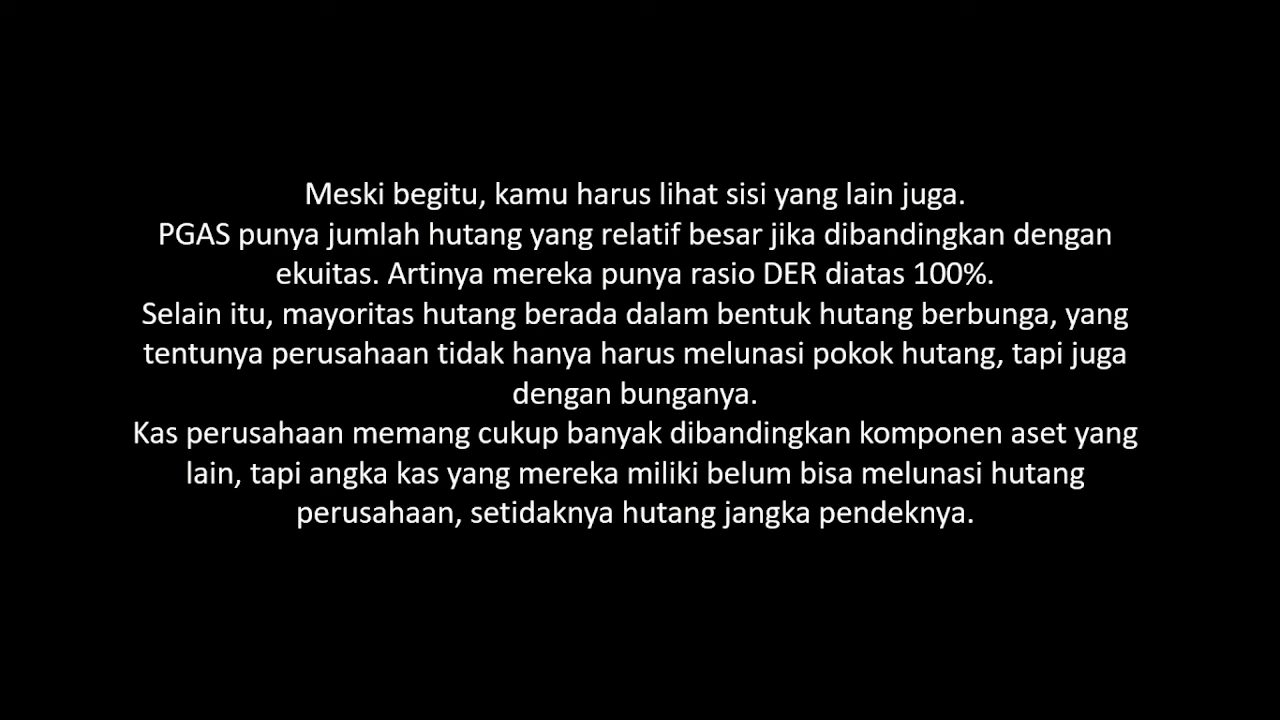 Meski begitu, kamu harus lihat sisi yang lain juga.
PGAS punya jumlah hutang yang relatif besar jika dibandingkan dengan
ekuitas. Artinya mereka punya rasio DER diatas 100%.
Selain itu, mayoritas hutang berada dalam bentuk hutang berbunga, yang
tentunya perusahaan tidak hanya harus melunasi pokok hutang, tapi juga
dengan bunganya.
Kas perusahaan memang cukup banyak dibandingkan komponen aset yang
lain, tapi angka kas yang mereka miliki belum bisa melunasi hutang
perusahaan, setidaknya hutang jangka pendeknya.